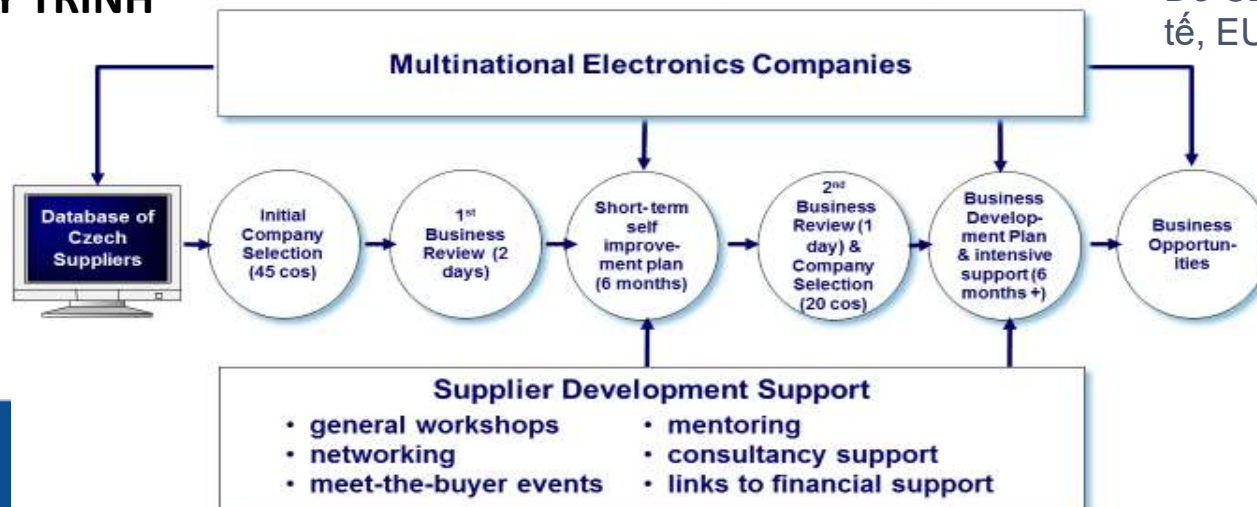 TRÌNH
tế, EU
Multinational Electronics Companies
Database of
Czech
Suppliers
Initial
Company
Selection
(45 cos)
1st
Business
Review (2
days)
Short- term
self
improve-
ment plan
(6 months)
2nd
Business
Review (1
day) &
Company
Selection
(20 cos)
Business
Develop-
ment Plan
& intensive
support (6
months +)
Business
Opportun-
ities
Supplier Development Support
• general workshops
• networking
• meet-the-buyer events
• mentoring
• consultancy support
• links to financial support